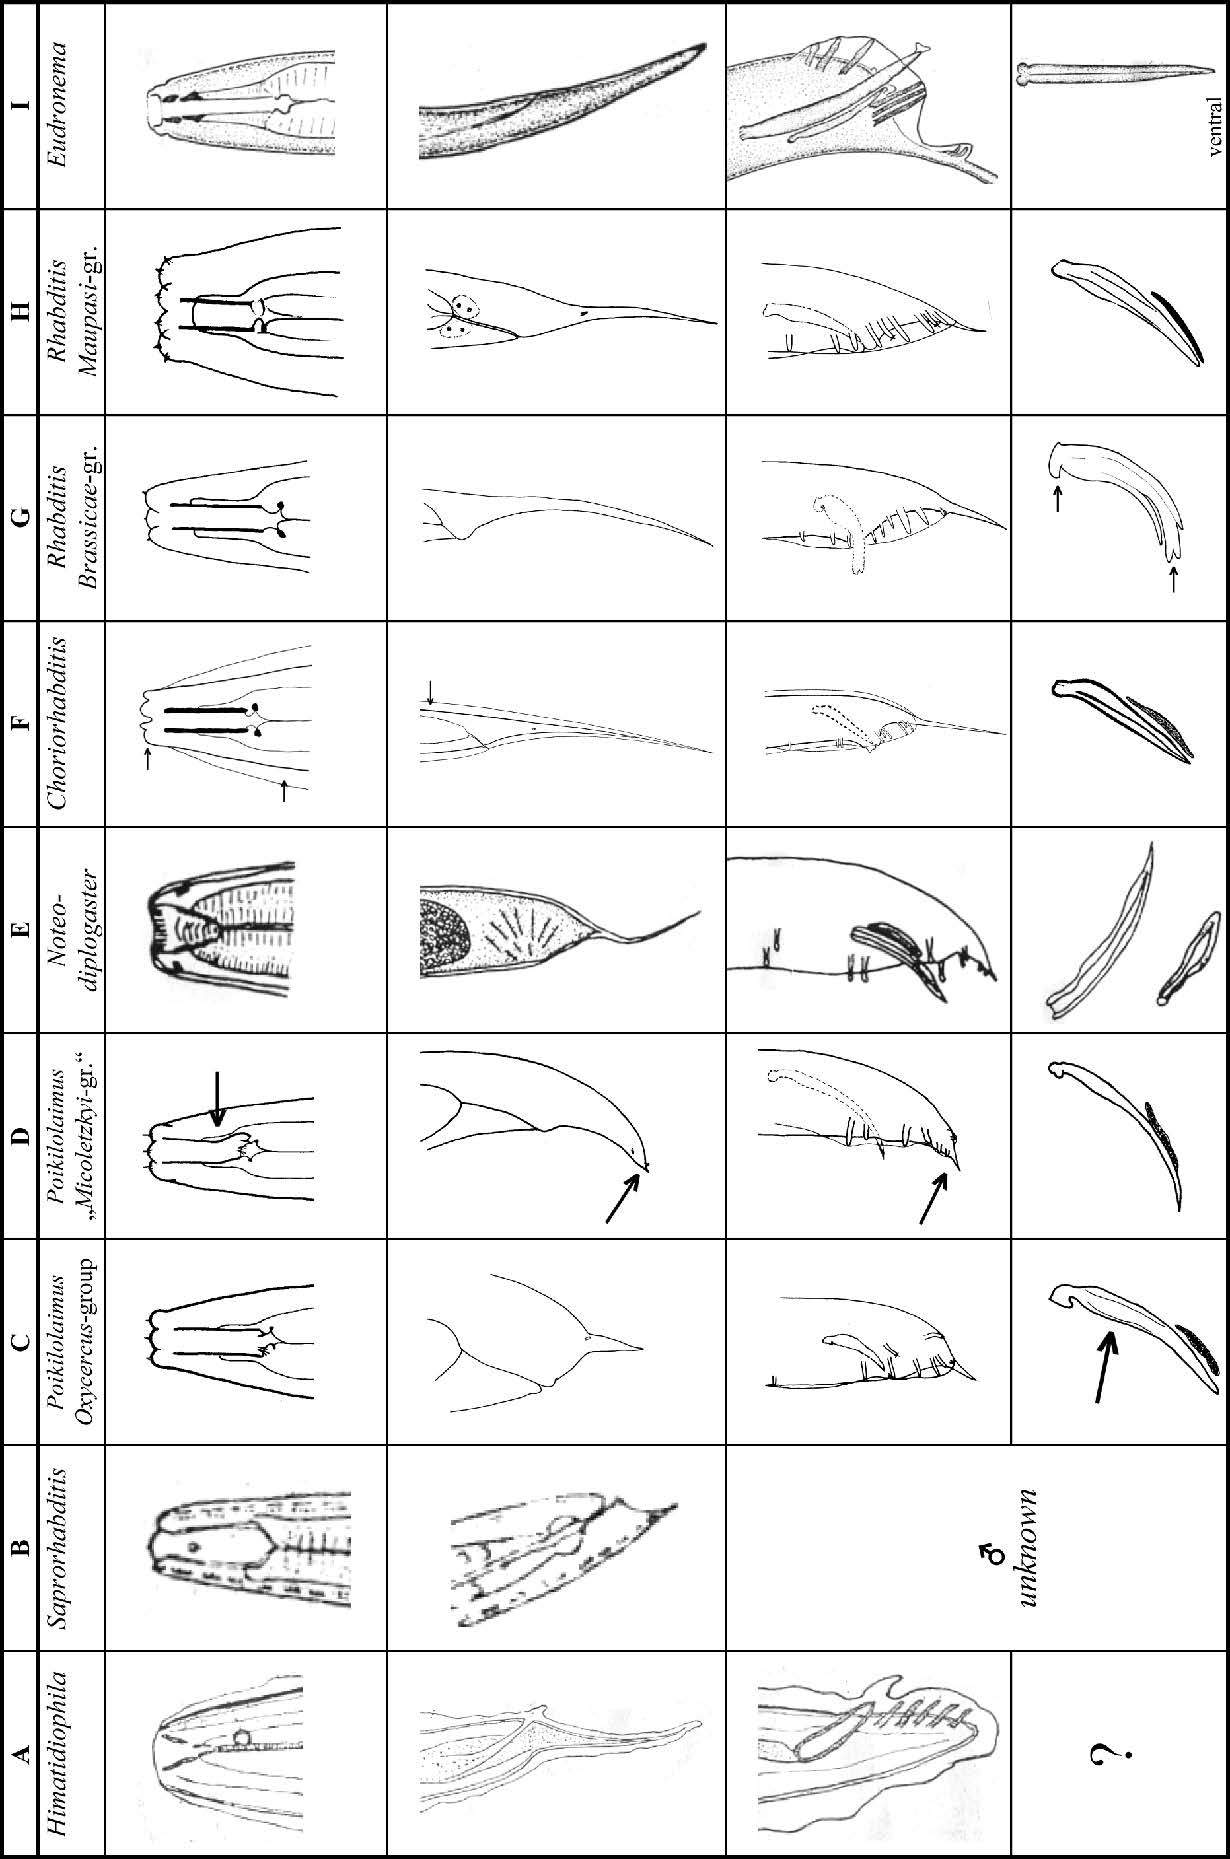 A B C D E F G H I
Himatidiophila Saprorhabditis Poikilolaimus Poikilolaimus Noteo- Choriorhabditis Rhabditis Rhabditis Eudronema
Oxycercus-group „Micoletzkyi-gr.“ diplogaster Brassicae-gr. Maupasi-gr.
♂
unknown
?
ventral